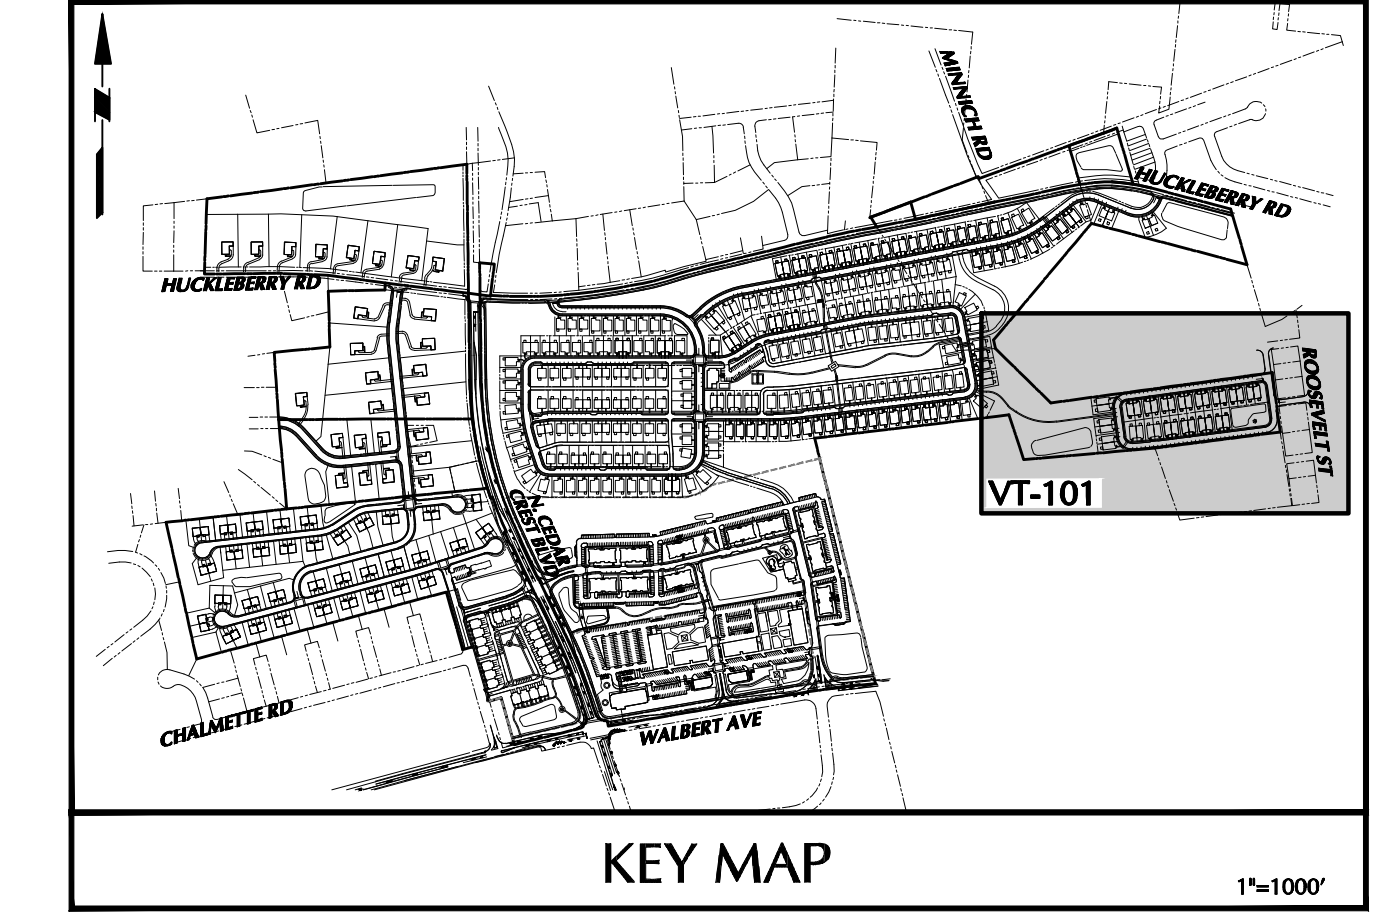 MINNICH RD
HUCKLEBERRY RD
HUCKLEBERRY RD
ROOSEVELT ST
VT-101
N. CEDAR
CREST BLVD
CHALMETTE RD
WALBERT AVE
KEY MAP
1"=1000'